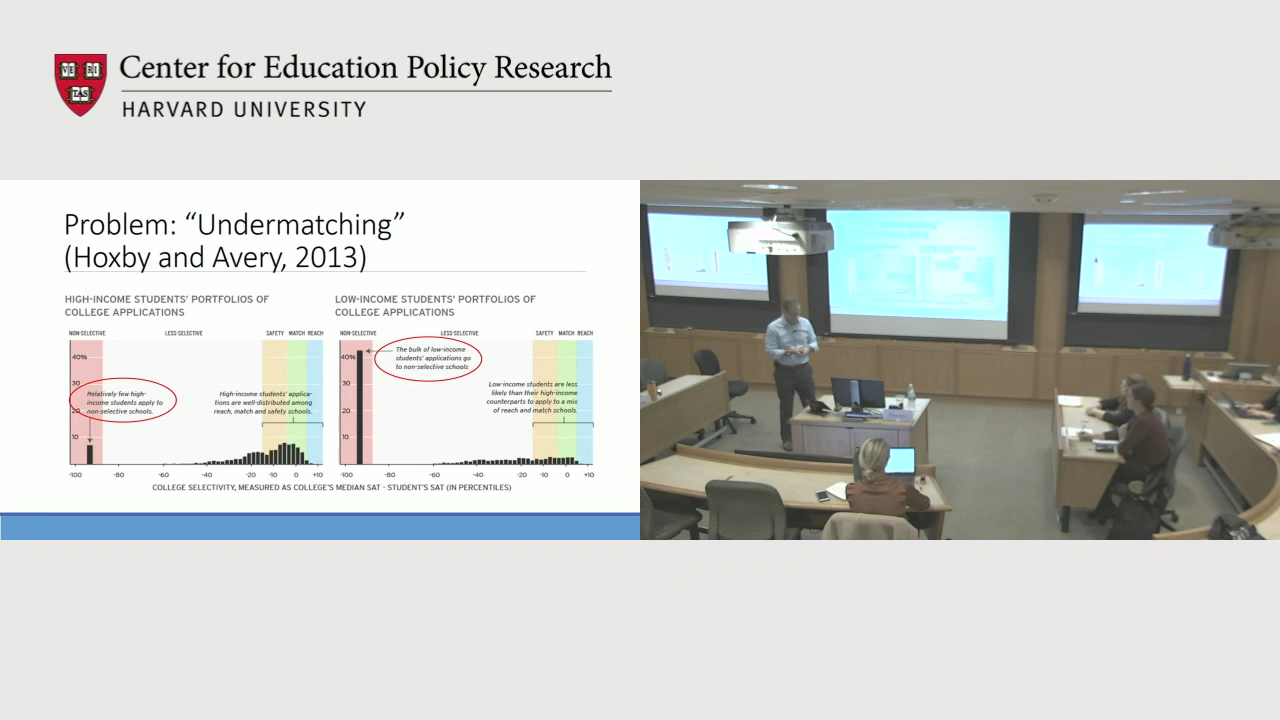 VE RI
TAS
Center for Education Policy Research
HARVARD UNIVERSITY
Problem: “Undermatching”
(Hoxby and Avery, 2013)
HIGH-INCOME STUDENTS' PORTFOLIOS OF
COLLEGE APPLICATIONS
NON-SELECTIVE LESS-SELECTIVE SAFETY MATCH REACH
40%
30
20
10
Relatively few high-
income students apply to
non-selective schools.
High-income students' applica-
tions are well-distributed among
reach, match and safety schools.
-100 -80 -60 -40 -20 -10 0 +10
LOW-INCOME STUDENTS' PORTFOLIOS OF
COLLEGE APPLICATIONS
NON-SELECTIVE LESS-SELECTIVE SAFETY MATCH REACH
40%
30
20
10
The bulk of low-income
students' applications go
to non-selective schools
Low-income students are less
likely than their high-income
counterparts to apply to a mix
of reach and match schools.
-100 -80 -60 -40 -20 -10 0 +10
COLLEGE SELECTIVITY, MEASURED AS COLLEGE'S MEDIAN SAT - STUDENT'S SAT (IN PERCENTILES)